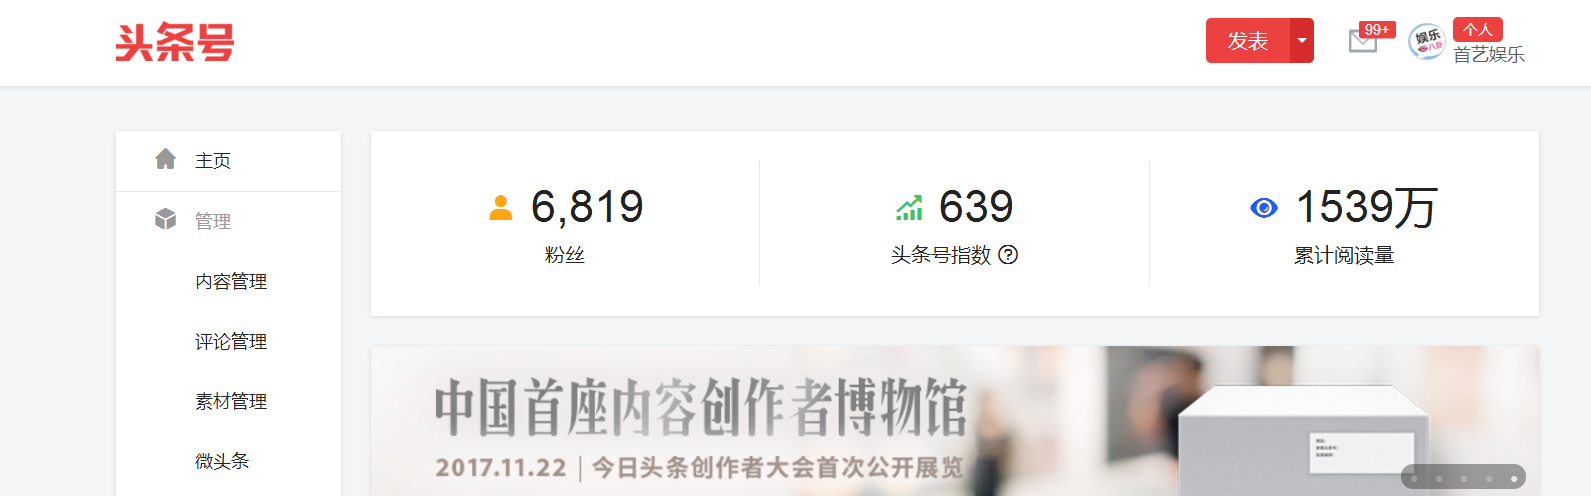 头条号
发表
99+
娱乐
八卦
个人
首艺娱乐
主页
管理
内容管理
评论管理
素材管理
微头条
6,819
粉丝
639
头条号指数
1539万
累计阅读量
中国首座内容创作者博物馆
2017.11.22｜今日头条创作者大会首次公开展览